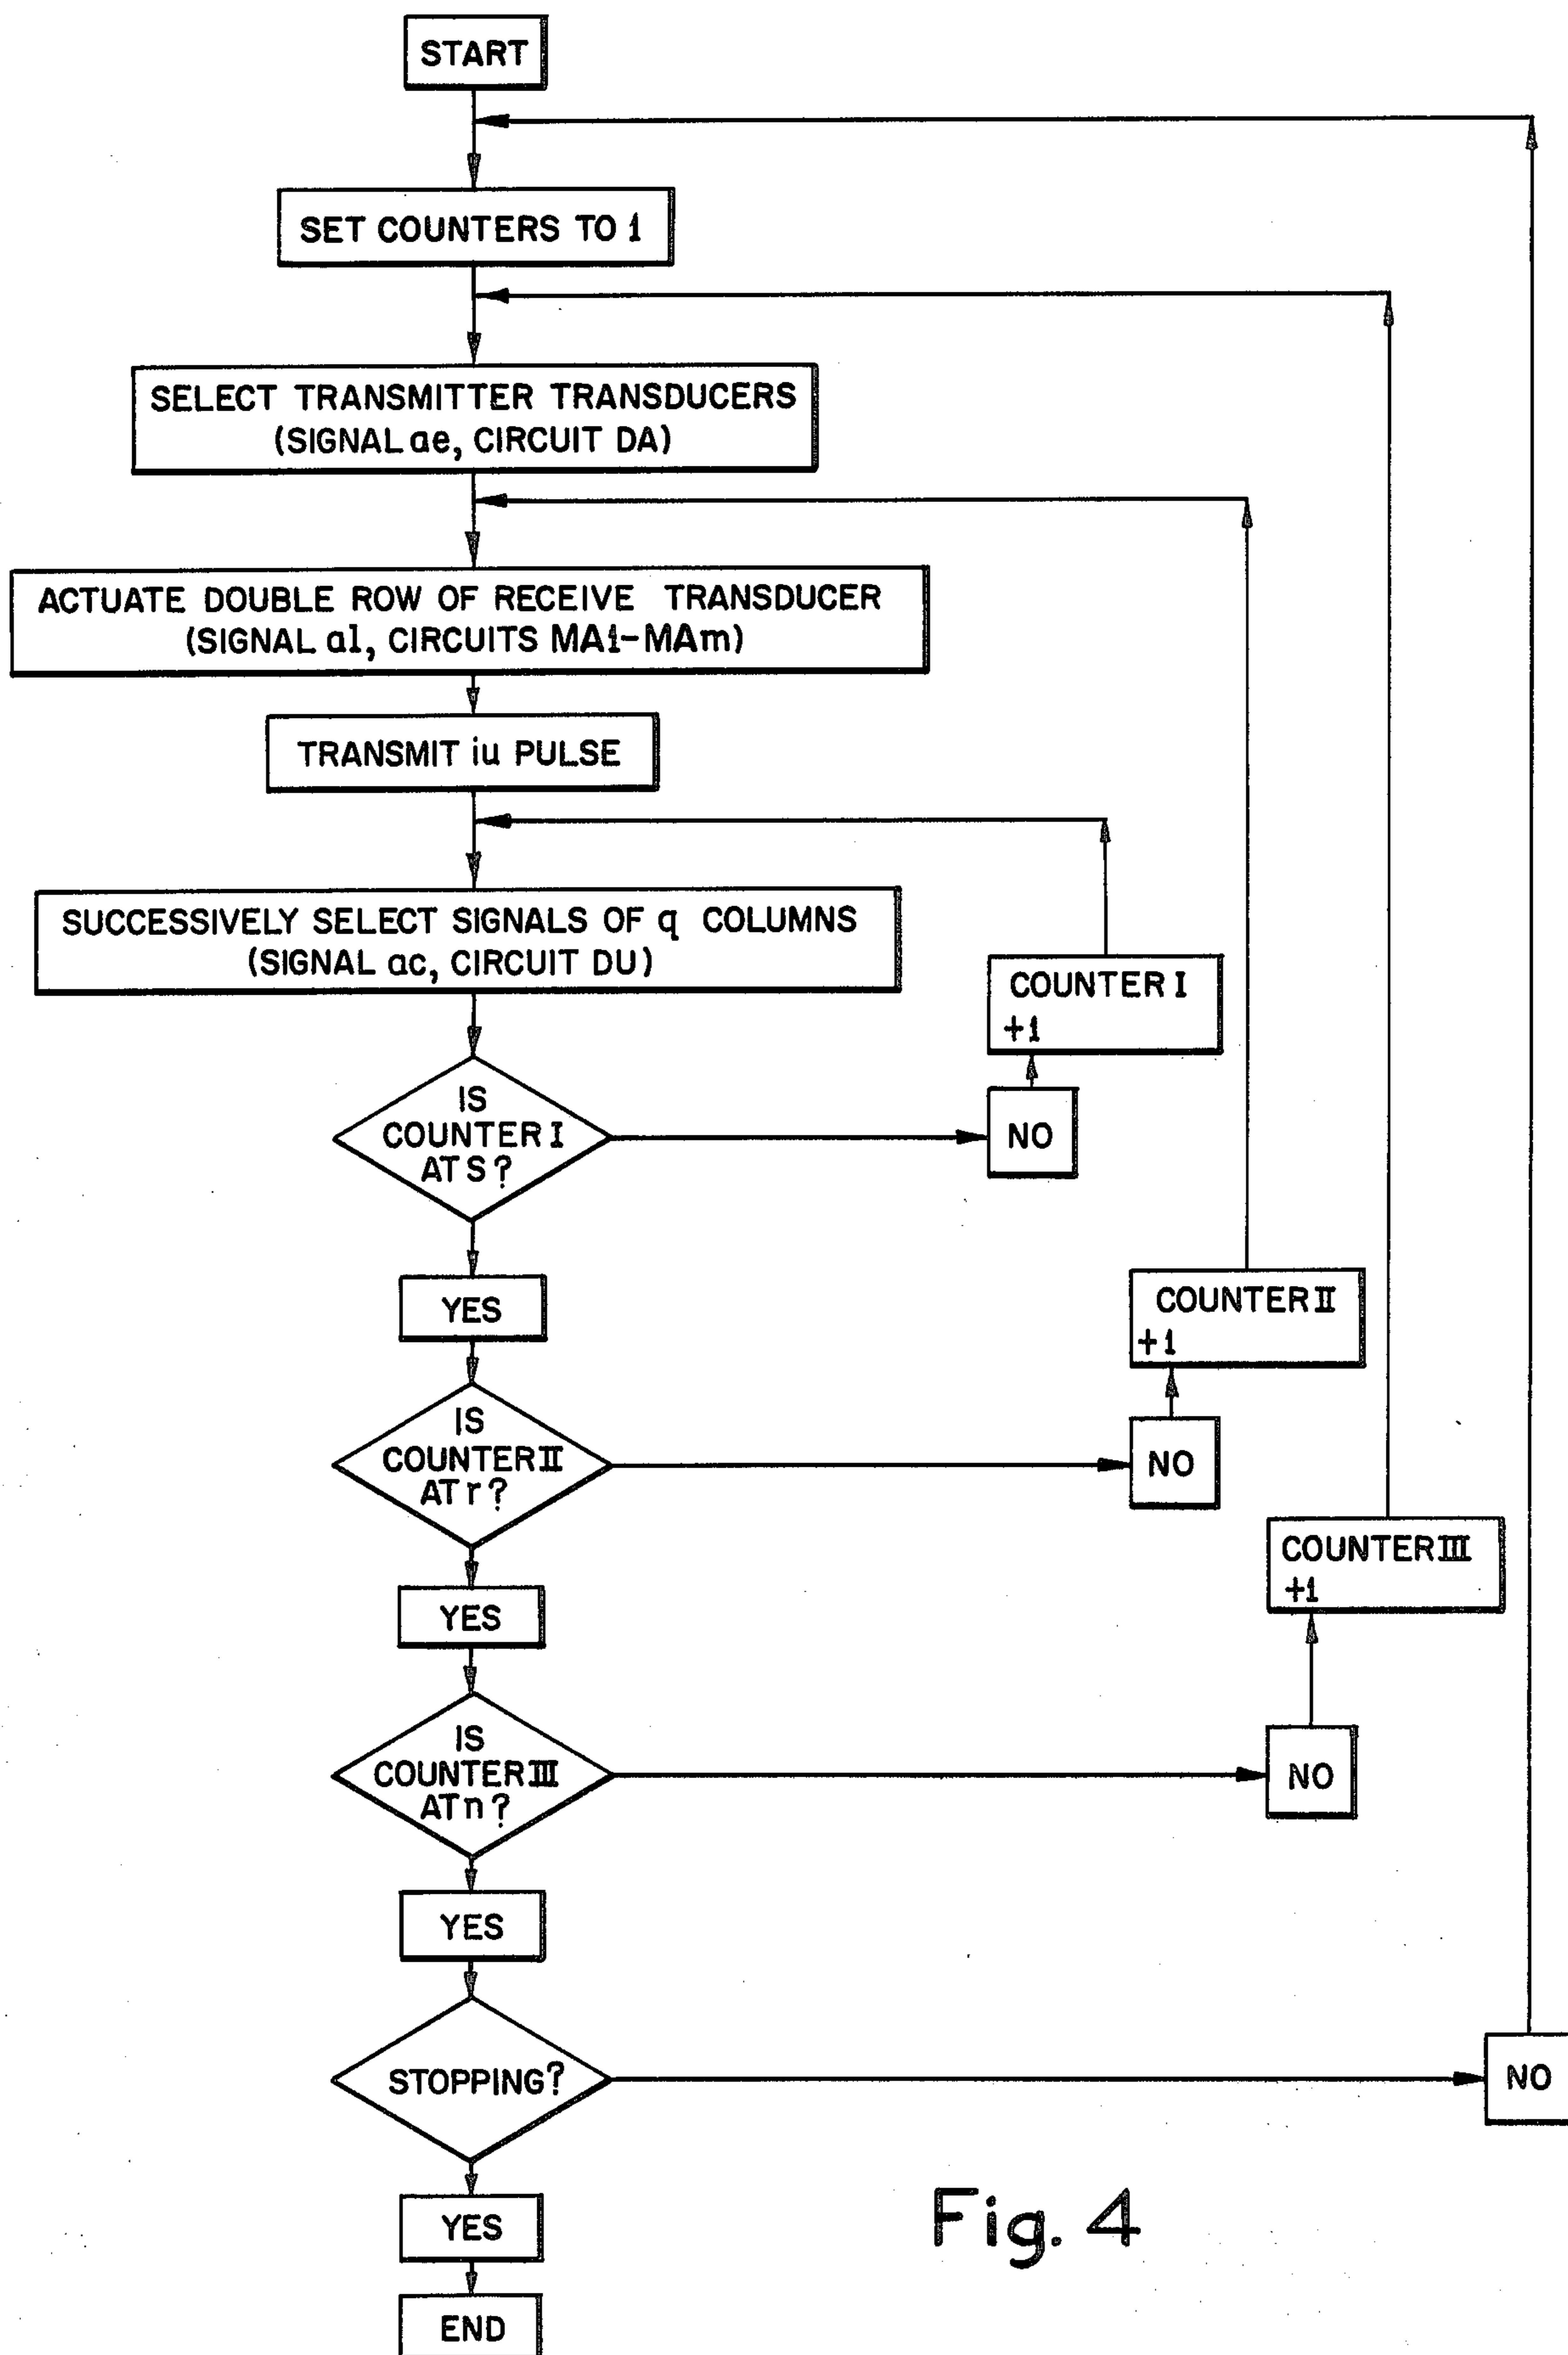 START
SET COUNTERS TO 1
SELECT TRANSMITTER TRANSDUCERS
(SIGNAL ae, CIRCUIT DA)
ACTUATE DOUBLE ROW OF RECEIVE TRANSDUCER
(SIGNAL al, CIRCUITS MA1-MAm)
TRANSMIT iu PULSE
SUCCESSIVELY SELECT SIGNALS OF q COLUMNS
(SIGNAL ac, CIRCUIT DU)
COUNTER I
+1
IS
COUNTER I
AT S?
NO
YES
COUNTER II
+1
IS
COUNTER II
AT r?
NO
YES
COUNTER III
+1
IS
COUNTER III
AT n?
NO
YES
STOPPING?
NO
YES
END
Fig. 4